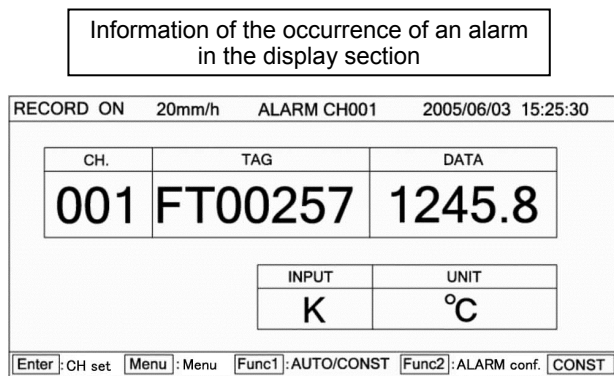 Information of the occurrence of an alarm
in the display section
RECORD ON 20mm/h ALARM CH001 2005/06/03 15:25:30
CH. TAG DATA
001 FT00257 1245.8
INPUT UNIT
K ℃
Enter : CH set Menu : Menu Func1 : AUTO/CONST Func2 : ALARM conf. CONST